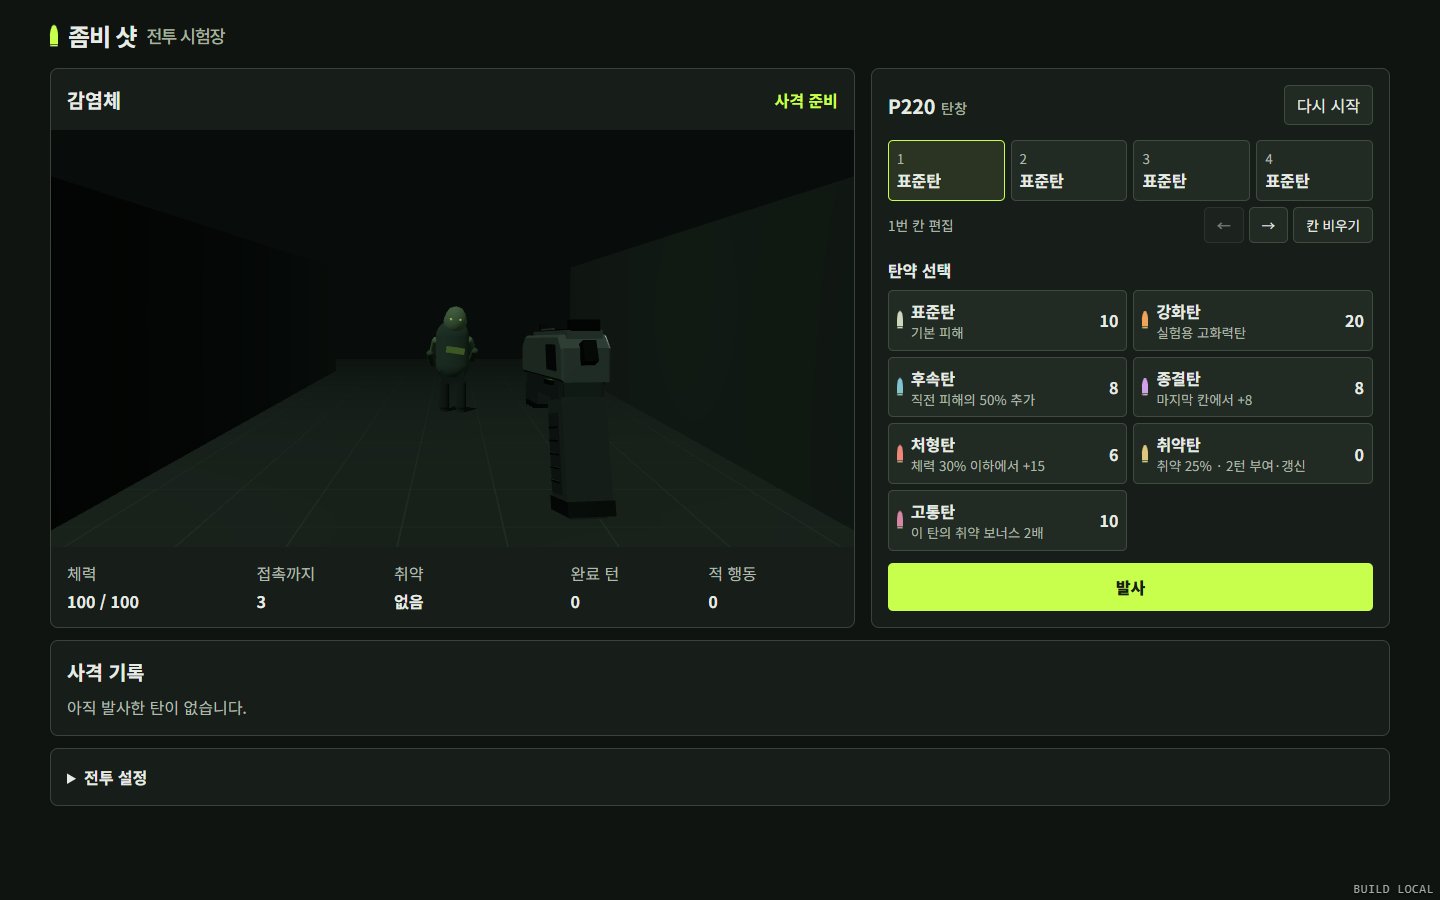 좀비 샷 전투 시험장
감염체
사격 준비
체력
100 / 100
접촉까지
3
취약
없음
완료 턴
0
적 행동
0
P220 탄창
다시 시작
1
표준탄
2
표준탄
3
표준탄
4
표준탄
1번 칸 편집
←
→
칸 비우기
탄약 선택
표준탄
기본 피해
10
강화탄
실험용 고화력탄
20
후속탄
직전 피해의 50% 추가
8
종결탄
마지막 칸에서 +8
8
처형탄
체력 30% 이하에서 +15
6
취약탄
취약 25% · 2턴 부여·갱신
0
고통탄
이 탄의 취약 보너스 2배
10
발사
사격 기록
아직 발사한 탄이 없습니다.
▶ 전투 설정
BUILD LOCAL